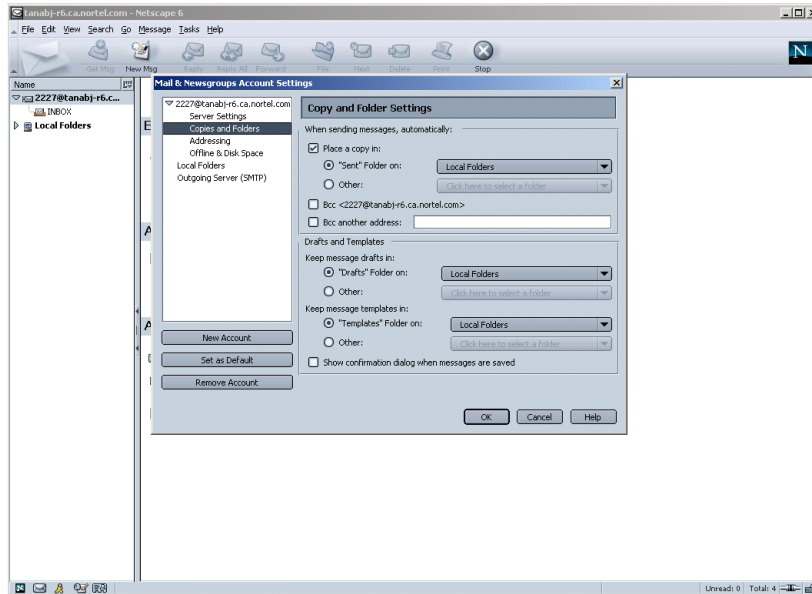 tanabj-r6.ca.nortel.com - Netscape 6
File Edit View Search Go Message Tasks Help
Get Msg New Msg Reply Reply All Forward File Next Delete Print Stop
N
Name
2227@tanabj-r6.c...
INBOX
Local Folders
Mail & Newsgroups Account Settings
2227@tanabj-r6.ca.nortel.com
Server Settings
Copies and Folders
Addressing
Offline & Disk Space
Local Folders
Outgoing Server (SMTP)
New Account
Set as Default
Remove Account
Copy and Folder Settings
When sending messages, automatically:
Place a copy in:
"Sent" Folder on: Local Folders
Other: Click here to select a folder
Bcc <2227@tanabj-r6.ca.nortel.com>
Bcc another address:
Drafts and Templates
Keep message drafts in:
"Drafts" Folder on: Local Folders
Other: Click here to select a folder
Keep message templates in:
"Templates" Folder on: Local Folders
Other: Click here to select a folder
Show confirmation dialog when messages are saved
OK Cancel Help
Unread: 0 Total: 4